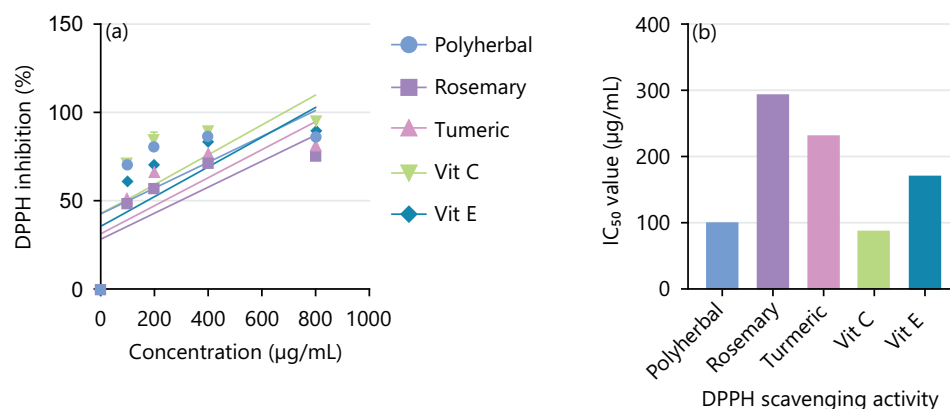 (a)
150
100
50
0
DPPH inhibition (%)
0 200 400 600 800 1000
Concentration (µg/mL)
Polyherbal
Rosemary
Tumeric
Vit C
Vit E
(b)
400
300
200
100
0
IC₅₀ value (µg/mL)
Polyherbal
Rosemary
Turmeric
Vit C
Vit E
DPPH scavenging activity